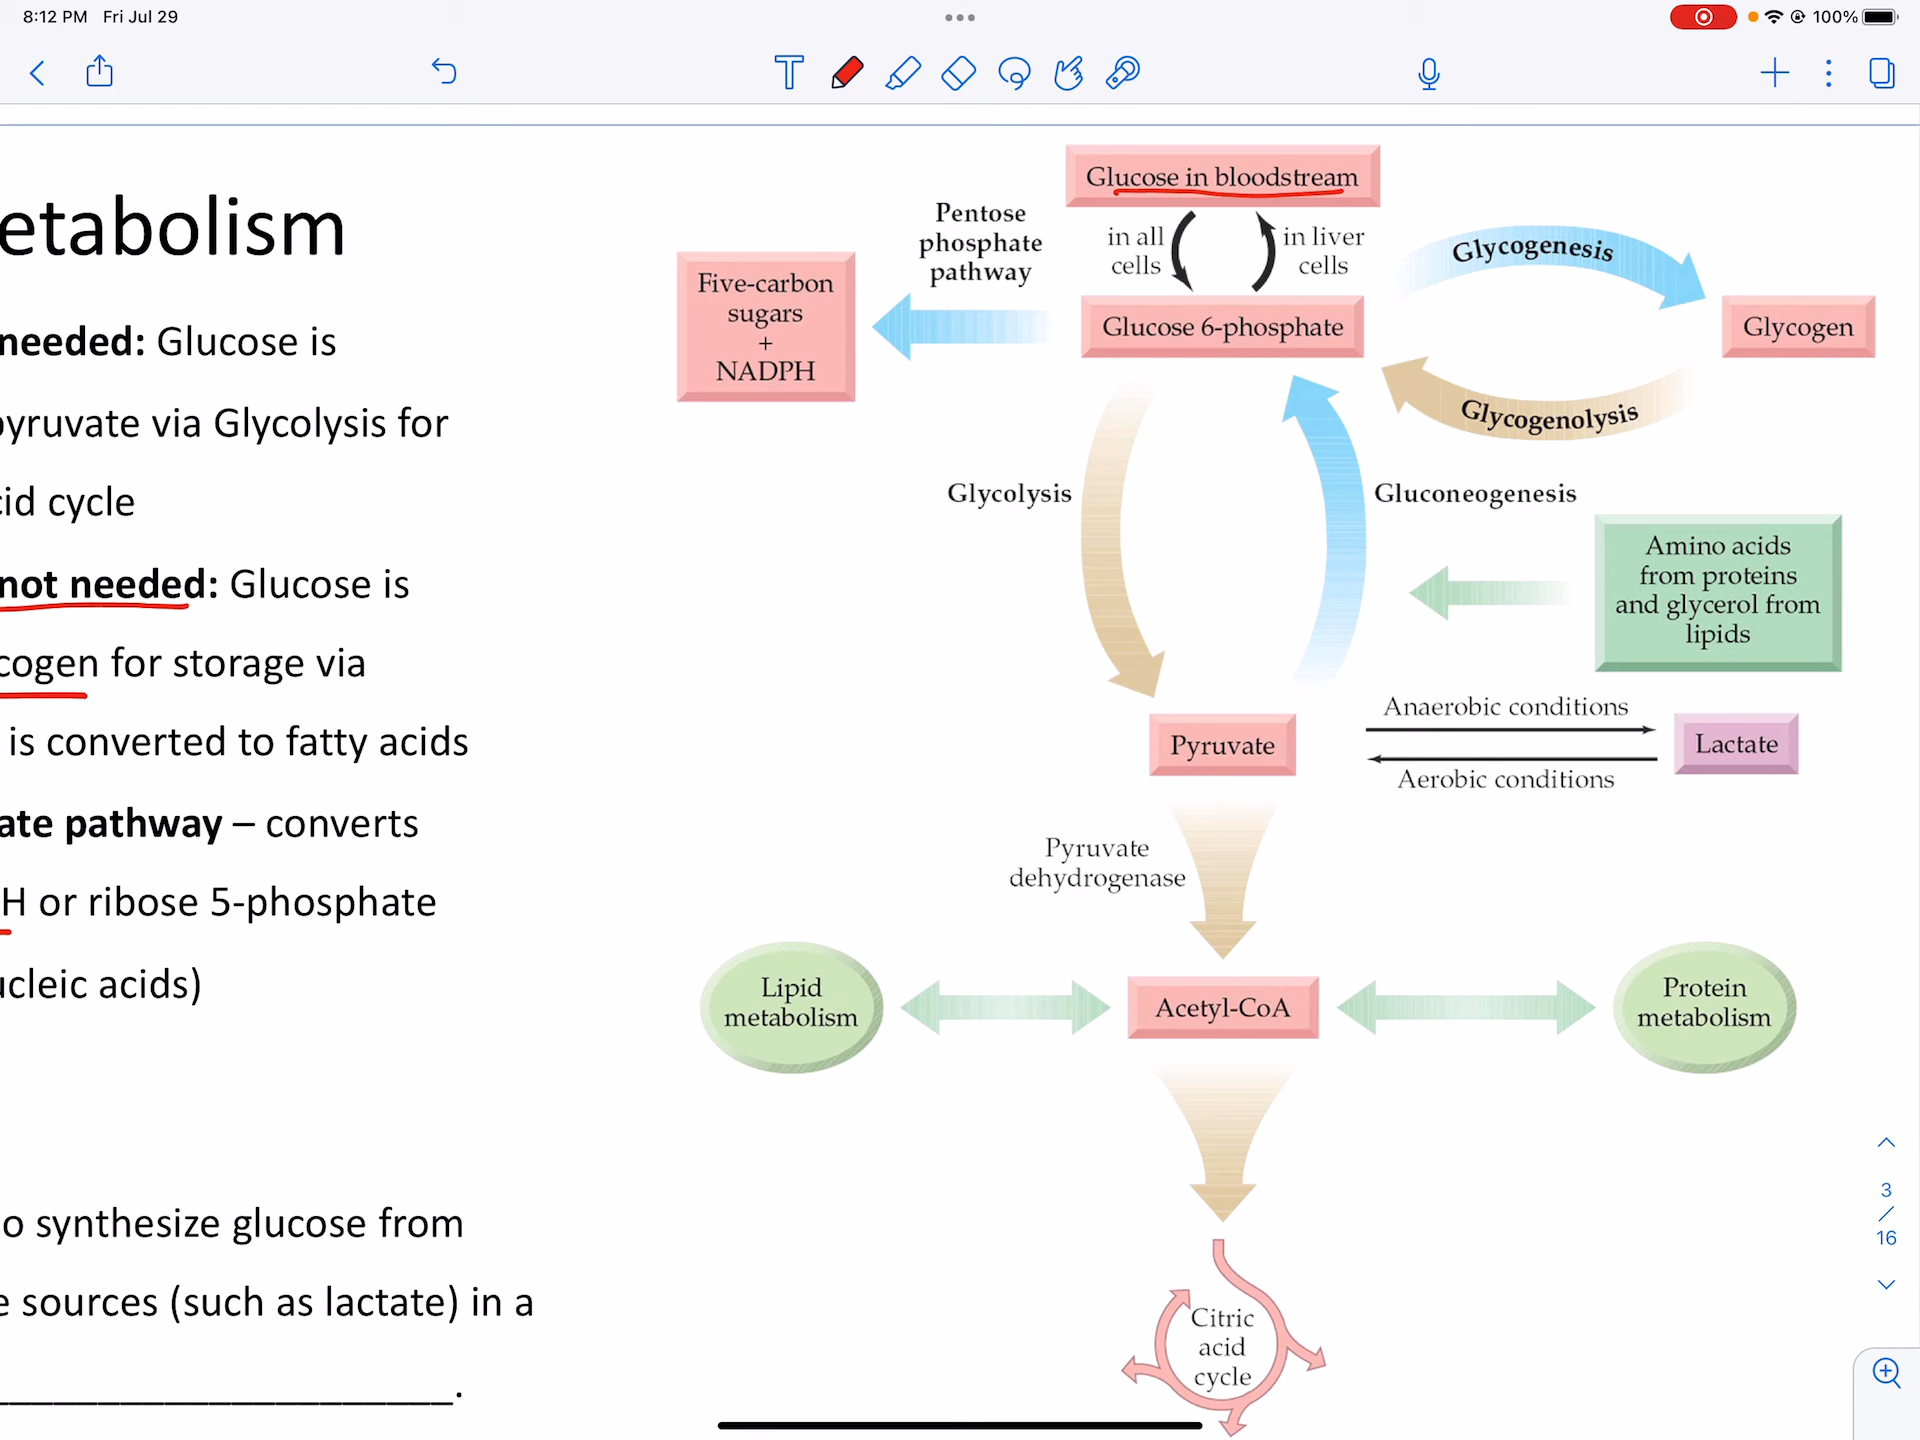 8:12 PM Fri Jul 29
100%
etabolism
needed: Glucose is
pyruvate via Glycolysis for
cid cycle
not needed: Glucose is
cogen for storage via
is converted to fatty acids
ate pathway – converts
H or ribose 5-phosphate
ucleic acids)
o synthesize glucose from
e sources (such as lactate) in a
.
Glucose in bloodstream
Pentose
phosphate
pathway
in all
cells
in liver
cells
Glycogenesis
Five-carbon
sugars
+
NADPH
Glucose 6-phosphate
Glycogen
Glycogenolysis
Glycolysis
Gluconeogenesis
Amino acids
from proteins
and glycerol from
lipids
Anaerobic conditions
Pyruvate
Lactate
Aerobic conditions
Pyruvate
dehydrogenase
Lipid
metabolism
Acetyl-CoA
Protein
metabolism
Citric
acid
cycle
3
/
16